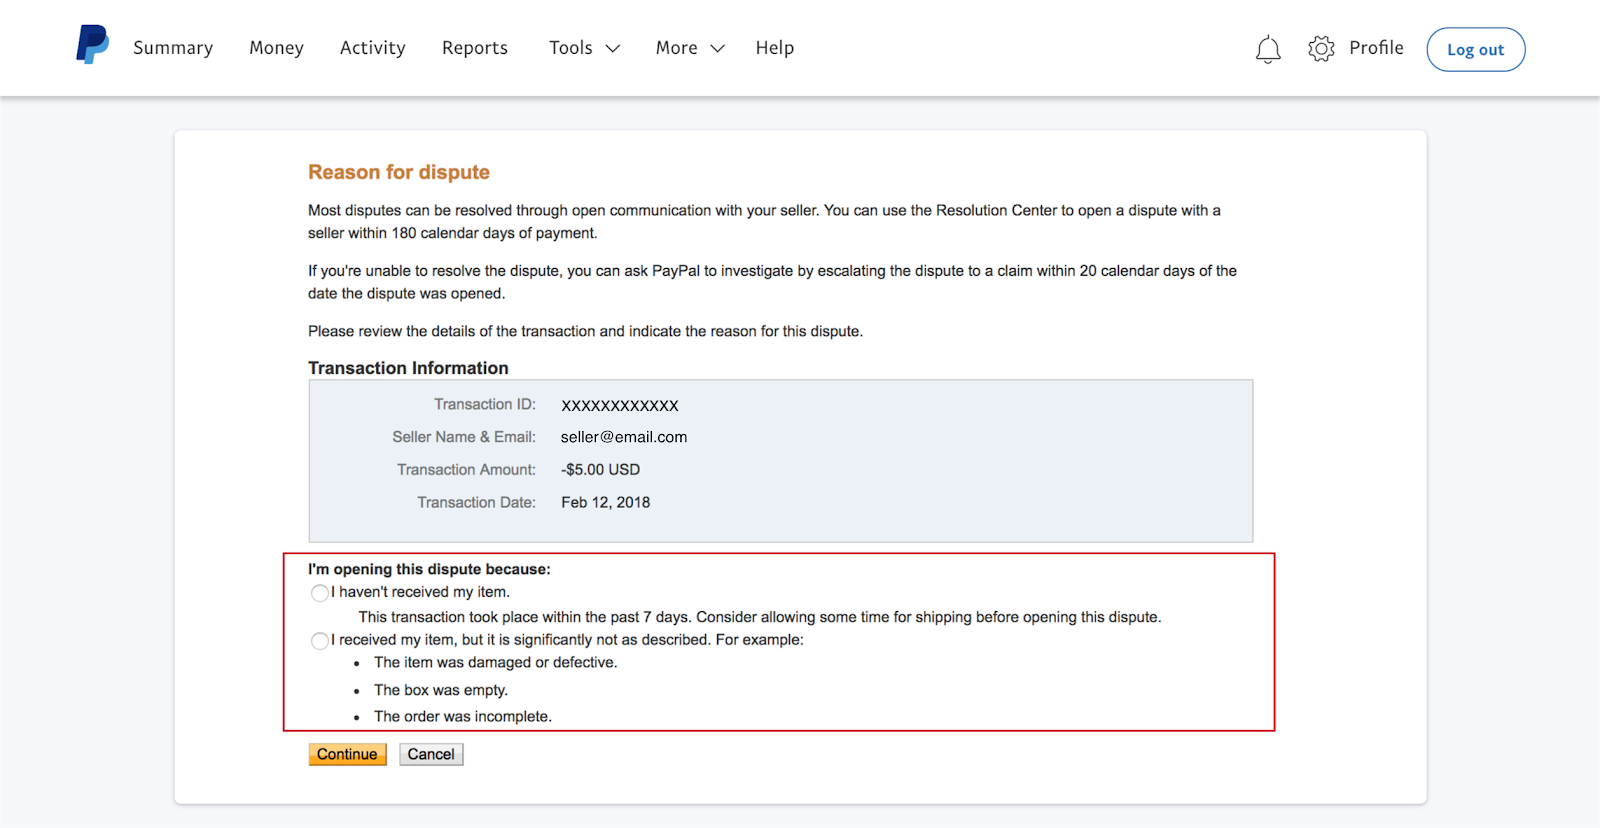 Summary Money Activity Reports Tools More Help Profile Log out
Reason for dispute
Most disputes can be resolved through open communication with your seller. You can use the Resolution Center to open a dispute with a
seller within 180 calendar days of payment.
If you're unable to resolve the dispute, you can ask PayPal to investigate by escalating the dispute to a claim within 20 calendar days of the
date the dispute was opened.
Please review the details of the transaction and indicate the reason for this dispute.
Transaction Information
Transaction ID: XXXXXXXXXXXX
Seller Name & Email: seller@email.com
Transaction Amount: -$5.00 USD
Transaction Date: Feb 12, 2018
I'm opening this dispute because:
I haven't received my item.
This transaction took place within the past 7 days. Consider allowing some time for shipping before opening this dispute.
I received my item, but it is significantly not as described. For example:
• The item was damaged or defective.
• The box was empty.
• The order was incomplete.
Continue Cancel